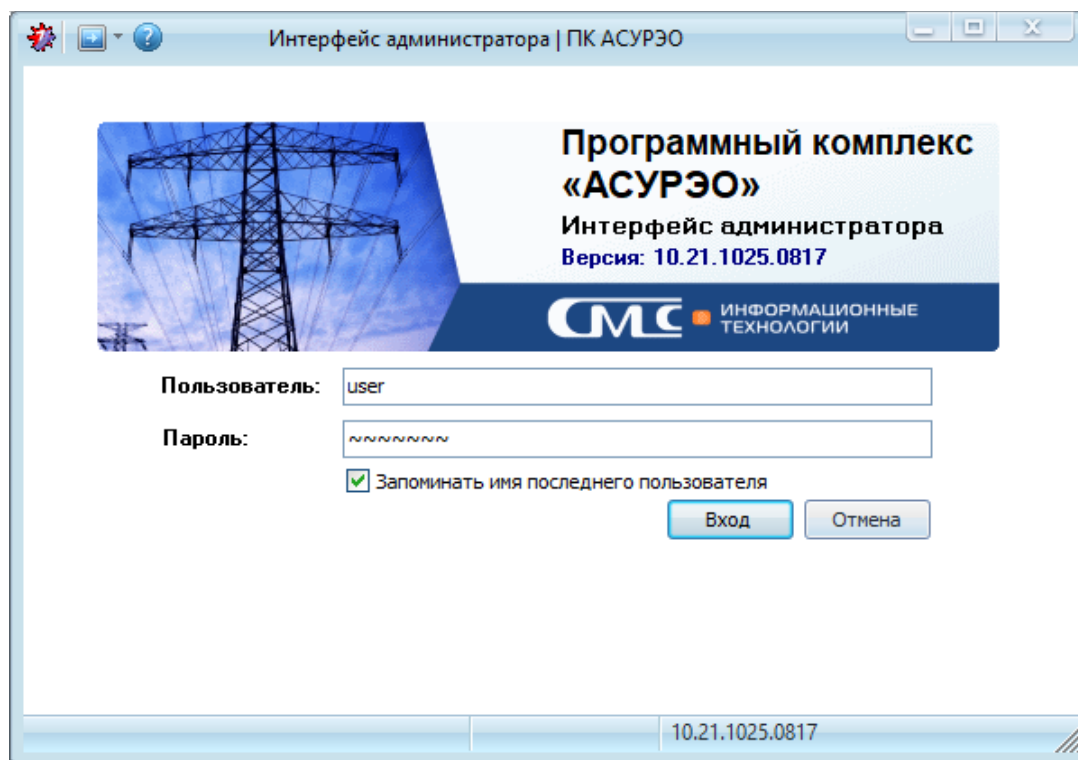 Интерфейс администратора | ПК АСУРЭО
Программный комплекс
«АСУРЭО»
Интерфейс администратора
Версия: 10.21.1025.0817
СМС ИНФОРМАЦИОННЫЕ
ТЕХНОЛОГИИ
Пользователь: user
Пароль: ~~~~~~~
Запоминать имя последнего пользователя
Вход Отмена
10.21.1025.0817